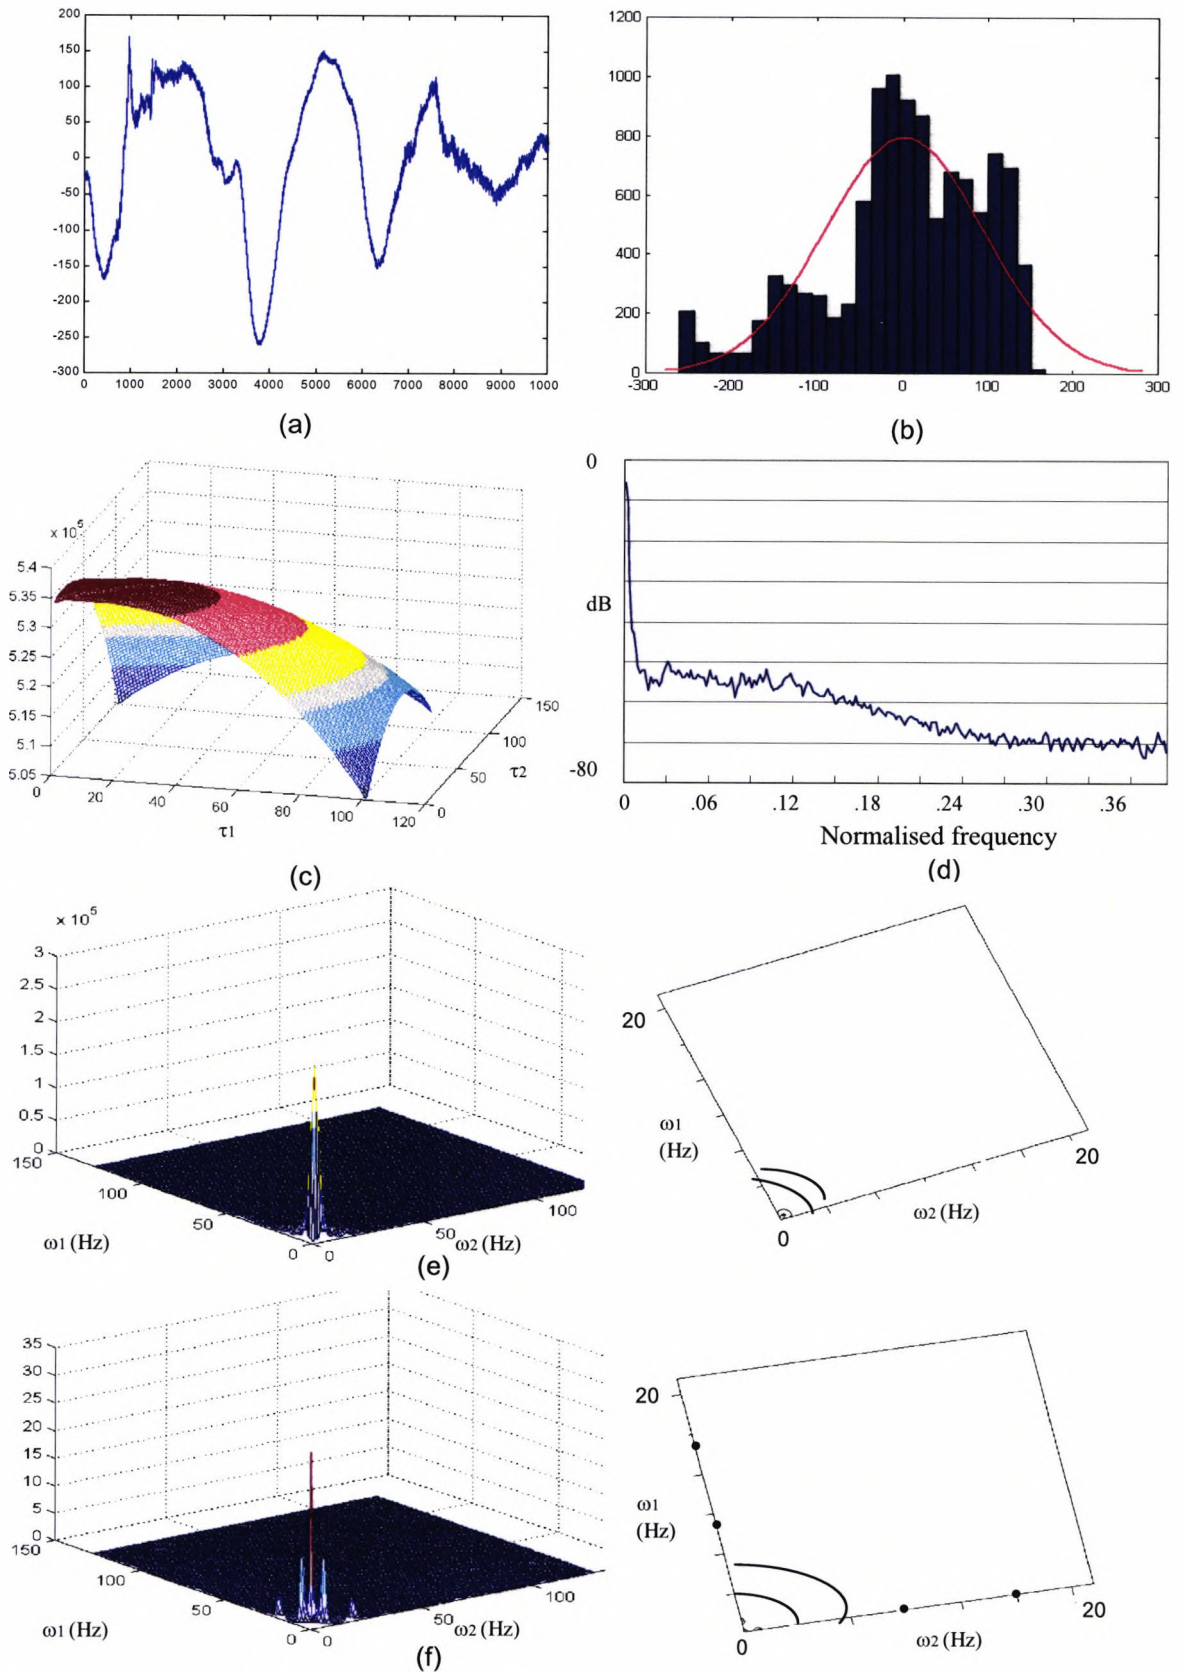 200
150
100
50
0
-50
-100
-150
-200
-250
-300
0 1000 2000 3000 4000 5000 6000 7000 8000 9000 1000
(a)
1200
1000
800
600
400
200
0
-300 -200 -100 0 100 200 300
(b)
x 10⁵
5.4
5.35
5.3
5.25
5.2
5.15
5.1
5.05
0 20 40 60 80 100 120
τ1
0 50 100 150
τ2
(c)
0
dB
-80
0 .06 .12 .18 .24 .30 .36
Normalised frequency
(d)
x 10⁵
3
2.5
2
1.5
1
0.5
0
150 100 50 0
ω1 (Hz)
0 50 100
ω2 (Hz)
(e)
20
ω1
(Hz)
0
ω2 (Hz)
20
35
30
25
20
15
10
5
0
150 100 50 0
ω1 (Hz)
0 50 100
ω2 (Hz)
(f)
20
ω1
(Hz)
0
ω2 (Hz)
20